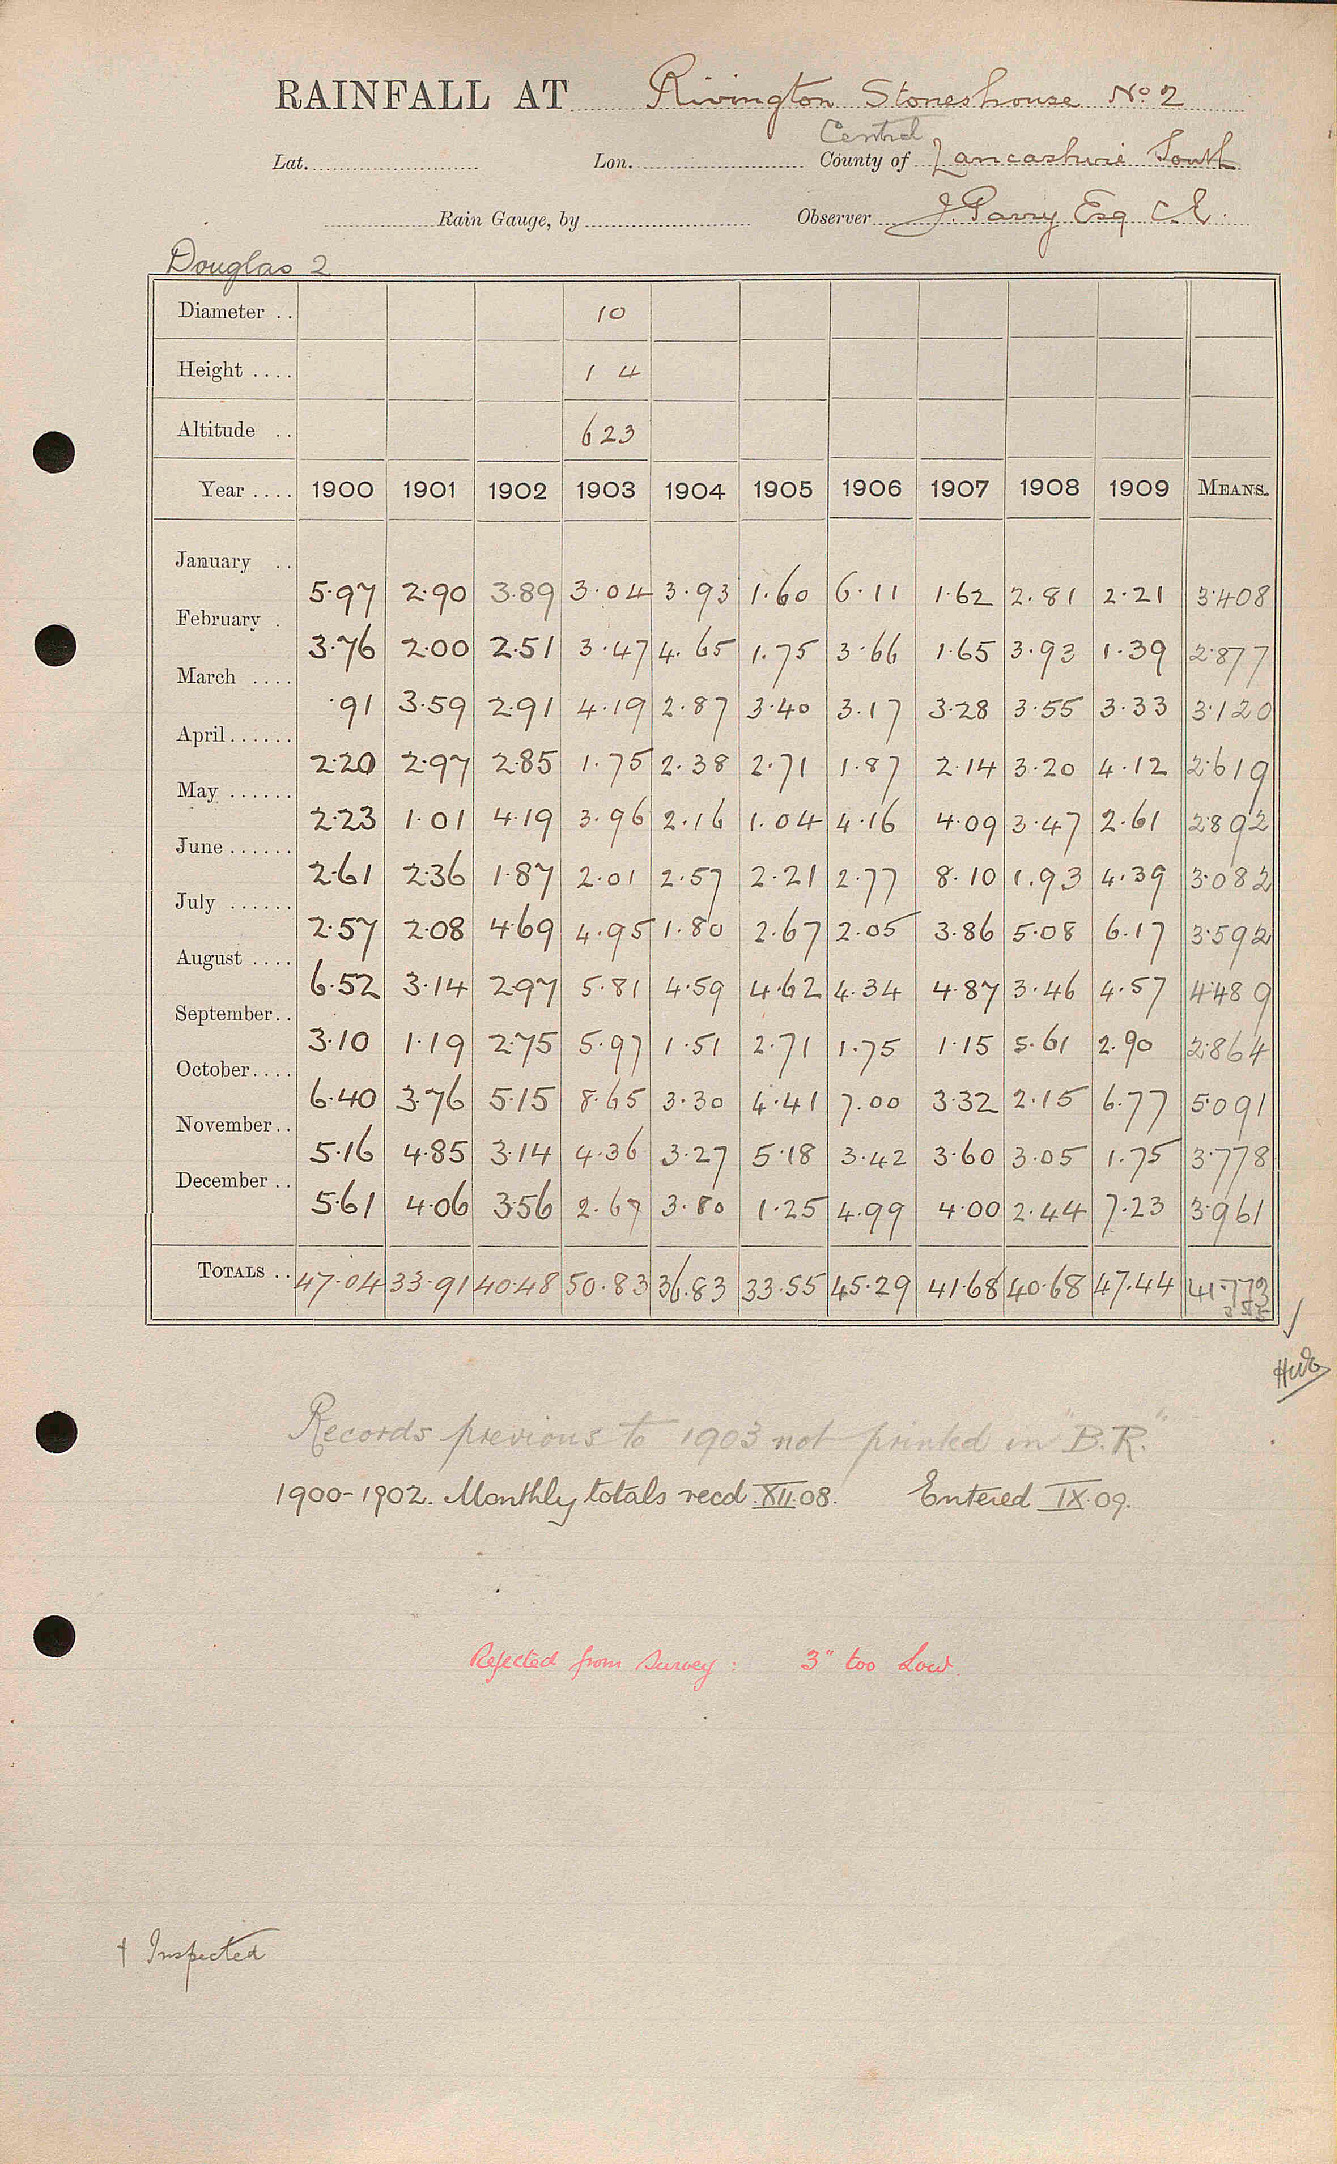 RAINFALL AT Rivington Stoneshouse No 2
Central
Lat. Lon. County of Lancashire South
Rain Gauge, by Observer J. Parry Esq C.E.
Douglas 2
Diameter .. 10
Height .... 1 4
Altitude .. 623
Year .... 1900 1901 1902 1903 1904 1905 1906 1907 1908 1909 MEANS.
January .. 5.97 2.90 3.89 3.04 3.93 1.60 6.11 1.62 2.81 2.21 3.408
February . 3.76 2.00 2.51 3.47 4.65 1.75 3.66 1.65 3.93 1.39 2.877
March .... .91 3.59 2.91 4.19 2.87 3.40 3.17 3.28 3.55 3.33 3.120
April...... 2.20 2.97 2.85 1.75 2.38 2.71 1.87 2.14 3.20 4.12 2.619
May ...... 2.23 1.01 4.19 3.96 2.16 1.04 4.16 4.09 3.47 2.61 2.892
June...... 2.61 2.36 1.87 2.01 2.57 2.21 2.77 8.10 1.93 4.39 3.082
July ...... 2.57 2.08 4.69 4.95 1.80 2.67 2.05 3.86 5.08 6.17 3.592
August .... 6.52 3.14 2.97 5.81 4.59 4.62 4.34 4.87 3.46 4.57 4.489
September.. 3.10 1.19 2.75 5.97 1.51 2.71 1.75 1.15 5.61 2.90 2.864
October.... 6.40 3.76 5.15 8.65 3.30 4.41 7.00 3.32 2.15 6.77 5.091
November.. 5.16 4.85 3.14 4.36 3.27 5.18 3.42 3.60 3.05 1.75 3.778
December .. 5.61 4.06 3.56 2.67 3.80 1.25 4.99 4.00 2.44 7.23 3.961
TOTALS .. 47.04 33.91 40.48 50.83 36.83 33.55 45.29 41.68 40.68 47.44 41.773
Records previous to 1903 not printed in "B.R."
1900-1902. Monthly totals recd XII.08. Entered IX.09.
Rejected from Survey: 3" too Low.
† Inspected